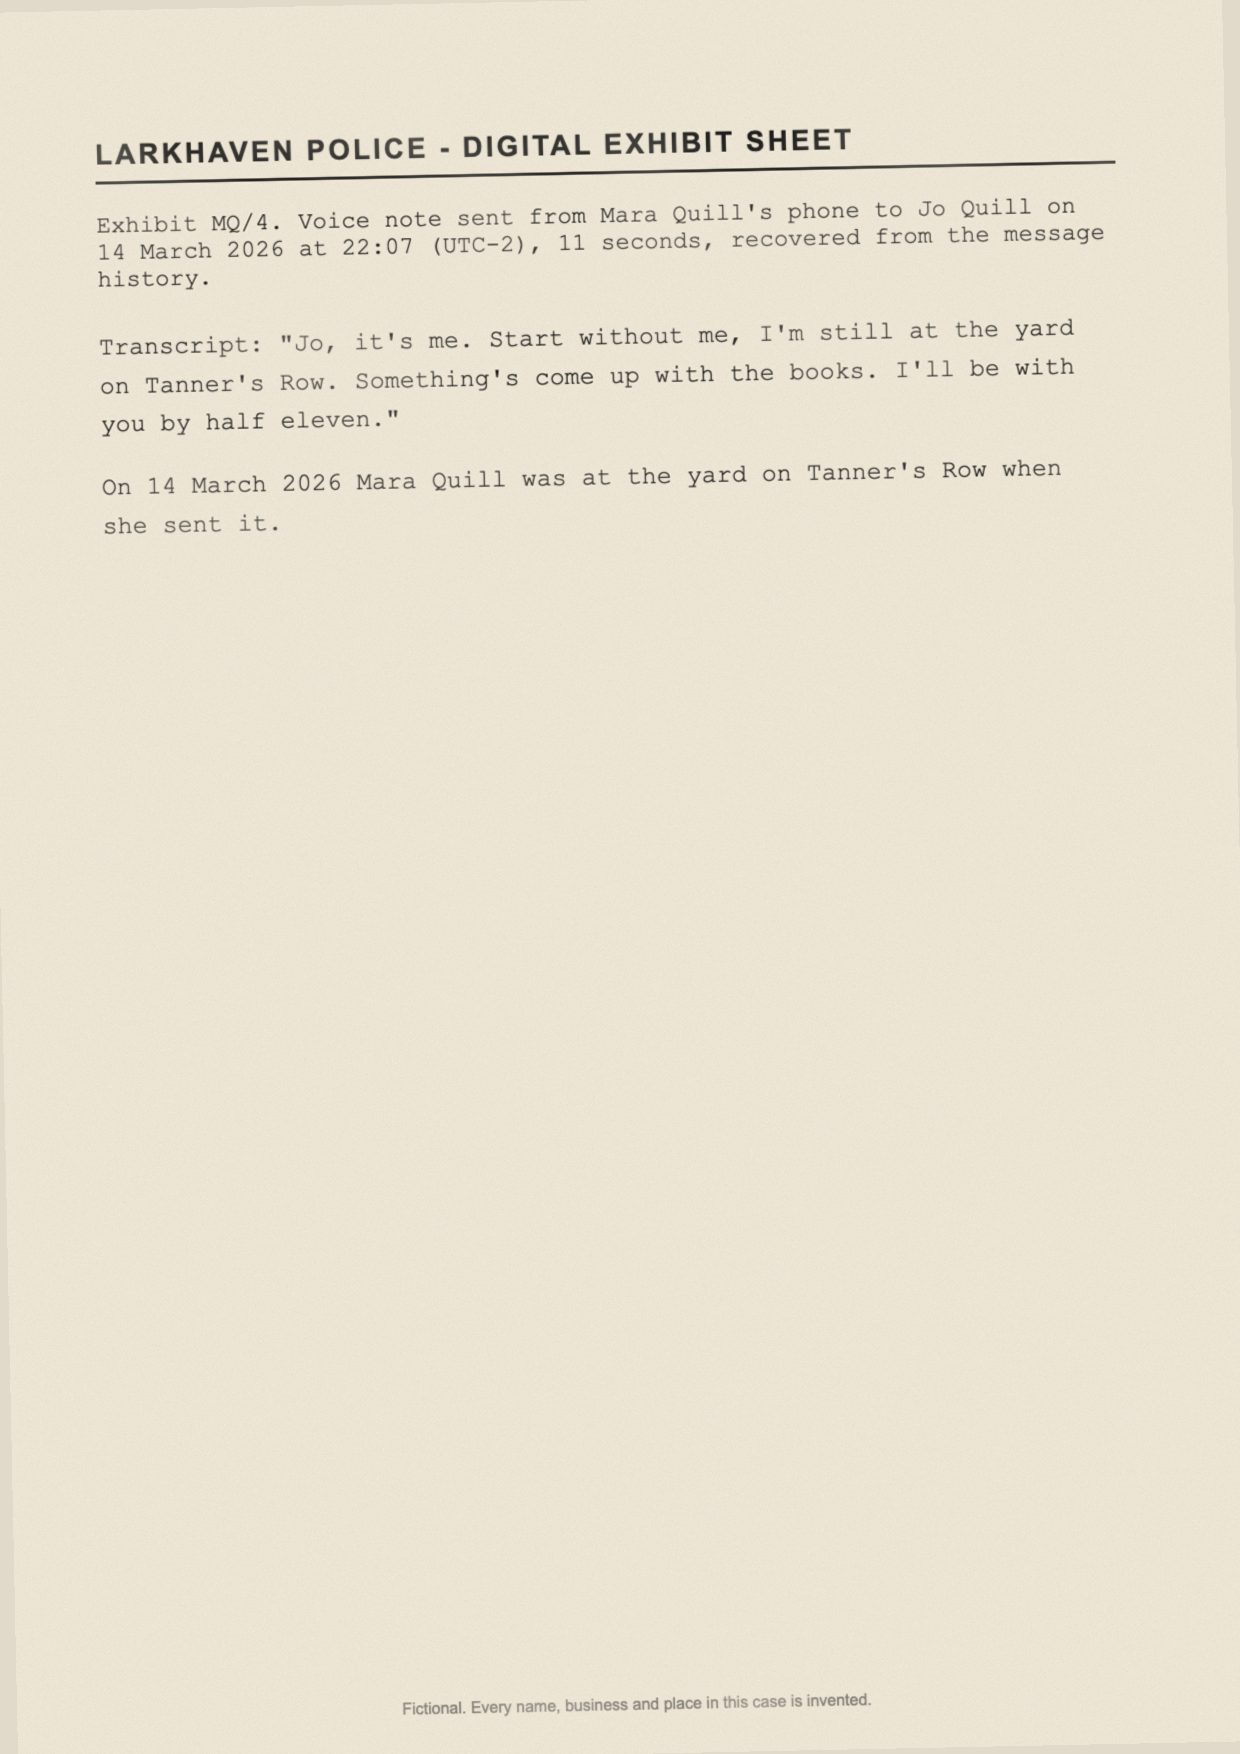 LARKHAVEN POLICE - DIGITAL EXHIBIT SHEET
Exhibit MQ/4. Voice note sent from Mara Quill's phone to Jo Quill on
14 March 2026 at 22:07 (UTC-2), 11 seconds, recovered from the message
history.
Transcript: "Jo, it's me. Start without me, I'm still at the yard
on Tanner's Row. Something's come up with the books. I'll be with
you by half eleven."
On 14 March 2026 Mara Quill was at the yard on Tanner's Row when
she sent it.
Fictional. Every name, business and place in this case is invented.